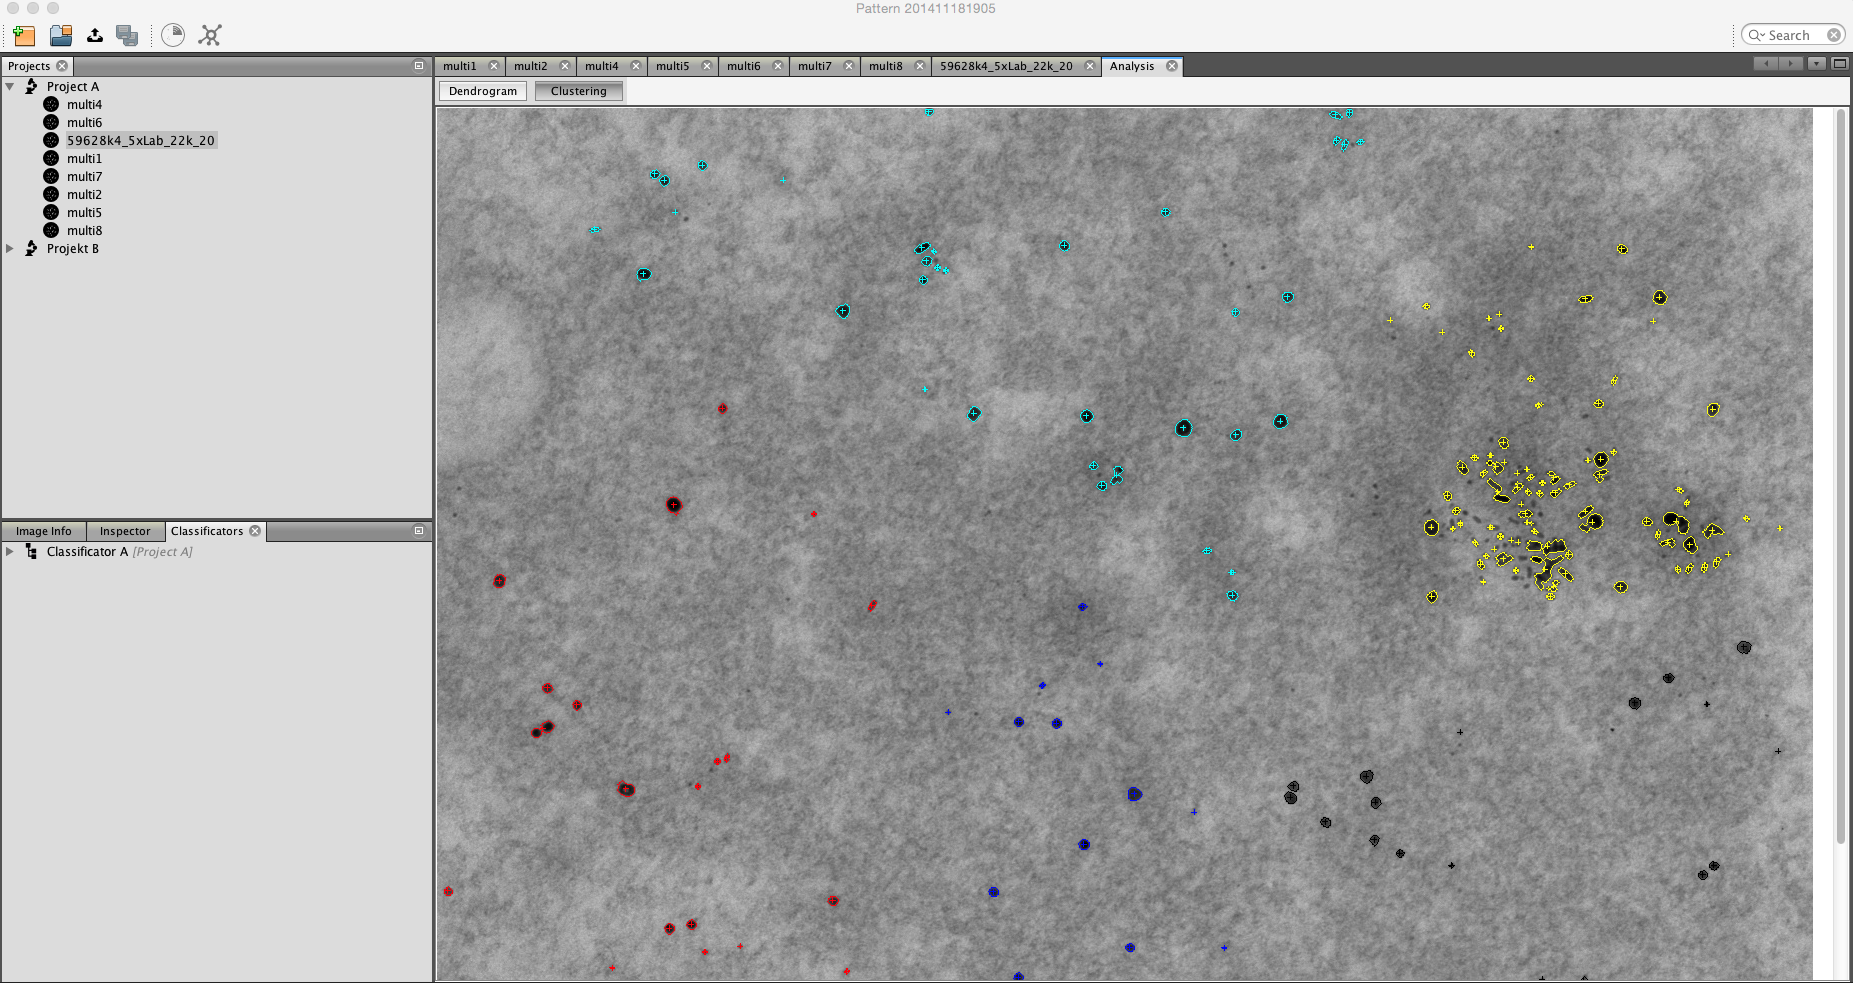 Pattern 201411181905
Search
Projects
Project A
multi4
multi6
59628k4_5xLab_22k_20
multi1
multi7
multi2
multi5
multi8
Projekt B
Image Info Inspector Classificators
Classificator A [Project A]
multi1 multi2 multi4 multi5 multi6 multi7 multi8 59628k4_5xLab_22k_20 Analysis
Dendrogram Clustering